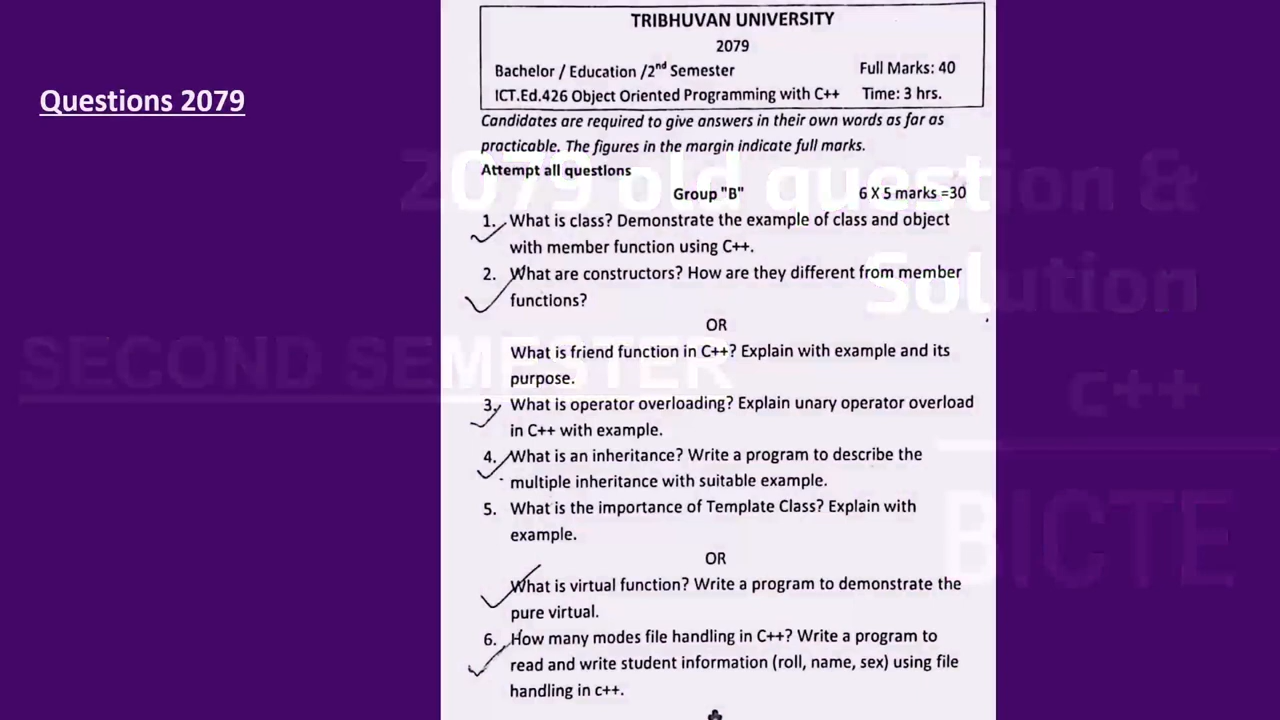 Questions 2079
TRIBHUVAN UNIVERSITY
2079
Bachelor / Education /2nd Semester Full Marks: 40
ICT.Ed.426 Object Oriented Programming with C++ Time: 3 hrs.
Candidates are required to give answers in their own words as far as
practicable. The figures in the margin indicate full marks.
Attempt all questions
Group "B" 6 X 5 marks =30
1. What is class? Demonstrate the example of class and object
with member function using C++.
2. What are constructors? How are they different from member
functions?
OR
What is friend function in C++? Explain with example and its
purpose.
3. What is operator overloading? Explain unary operator overload
in C++ with example.
4. What is an inheritance? Write a program to describe the
multiple inheritance with suitable example.
5. What is the importance of Template Class? Explain with
example.
OR
What is virtual function? Write a program to demonstrate the
pure virtual.
6. How many modes file handling in C++? Write a program to
read and write student information (roll, name, sex) using file
handling in c++.
2079 old question &
Solution
SECOND SEMESTER
c++
BICTE